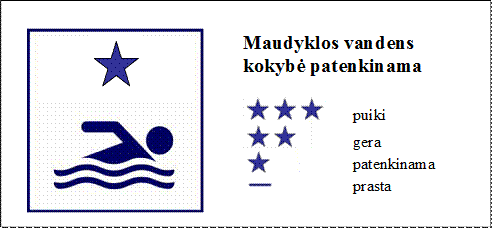 Maudyklos vandens
kokybė patenkinama
puiki
gera
patenkinama
prasta